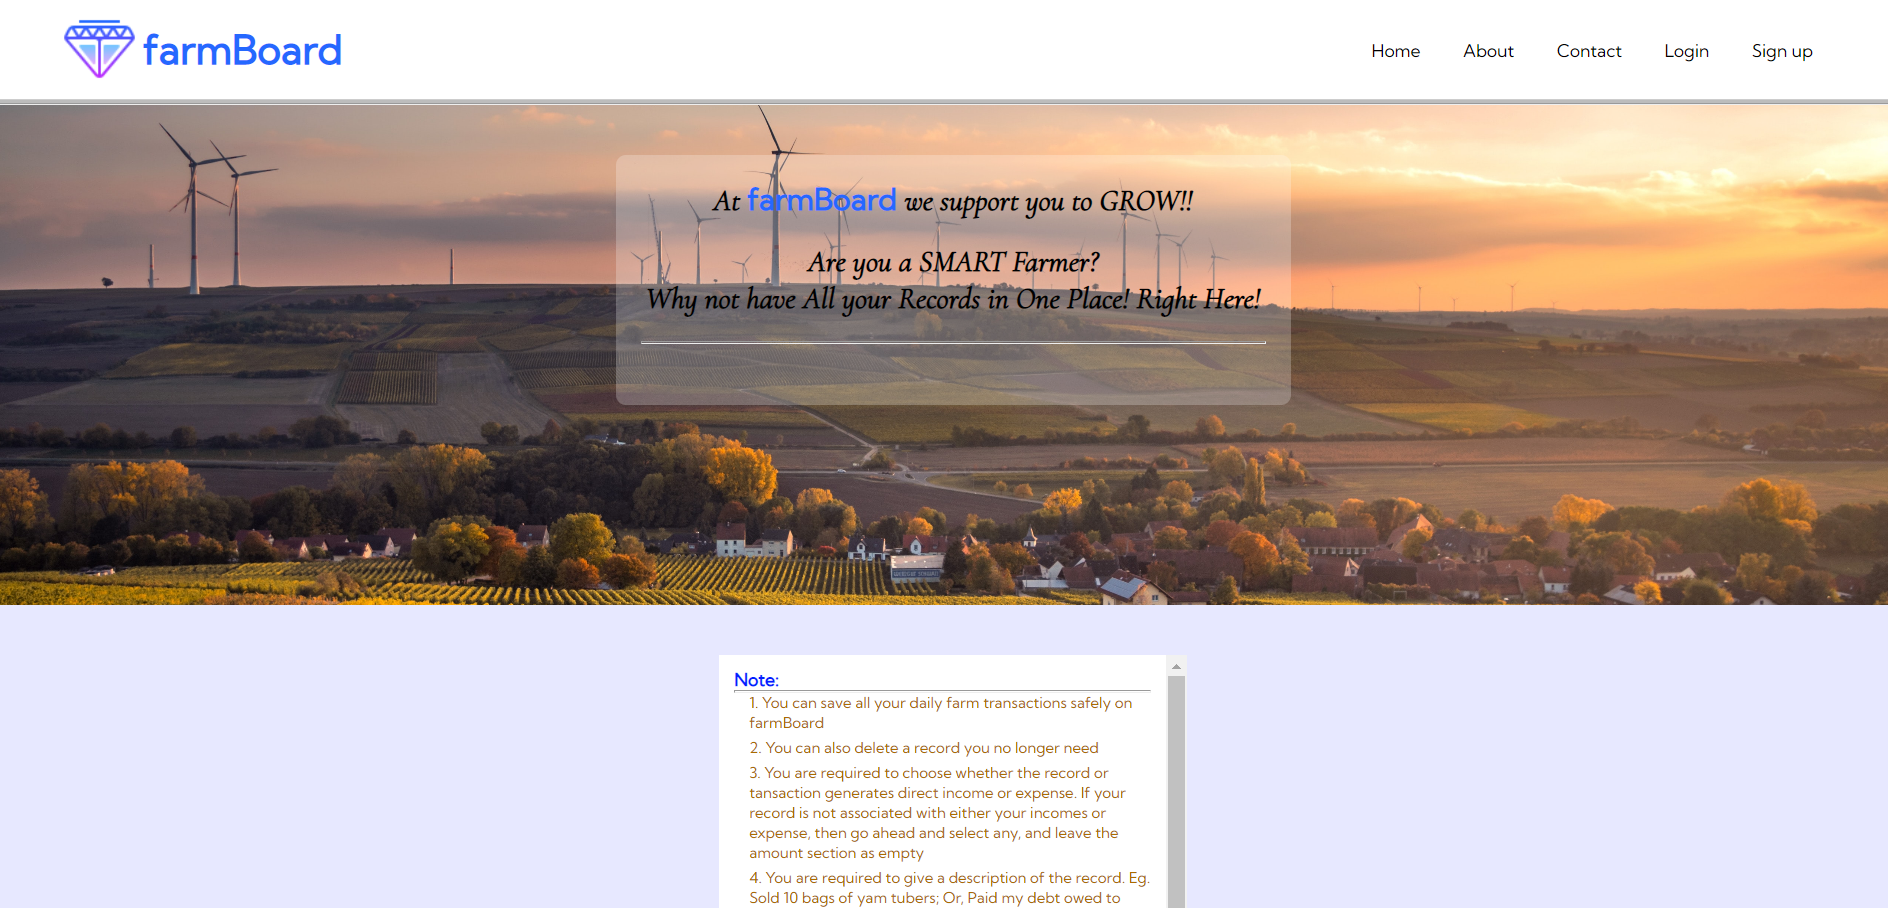 farmBoard
Home
About
Contact
Login
Sign up
At farmBoard we support you to GROW!!
Are you a SMART Farmer?
Why not have All your Records in One Place! Right Here!
Note:
1. You can save all your daily farm transactions safely on
farmBoard
2. You can also delete a record you no longer need
3. You are required to choose whether the record or
tansaction generates direct income or expense. If your
record is not associated with either your incomes or
expense, then go ahead and select any, and leave the
amount section as empty
4. You are required to give a description of the record. Eg.
Sold 10 bags of yam tubers; Or, Paid my debt owed to